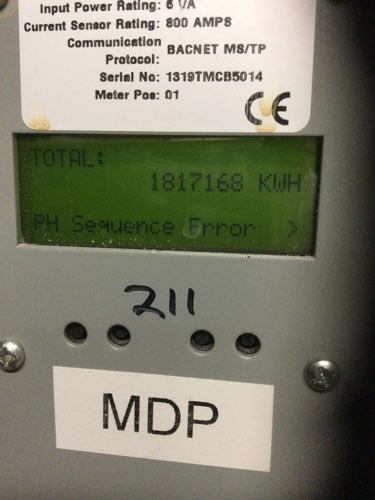 Input Power Rating: 6 VA
Current Sensor Rating: 800 AMPS
Communication
Protocol: BACNET MS/TP
Serial No: 1319TMCB5014
Meter Pos: 01
CE
TOTAL:
1817168 KWH
PH Sequence Error >
211
MDP